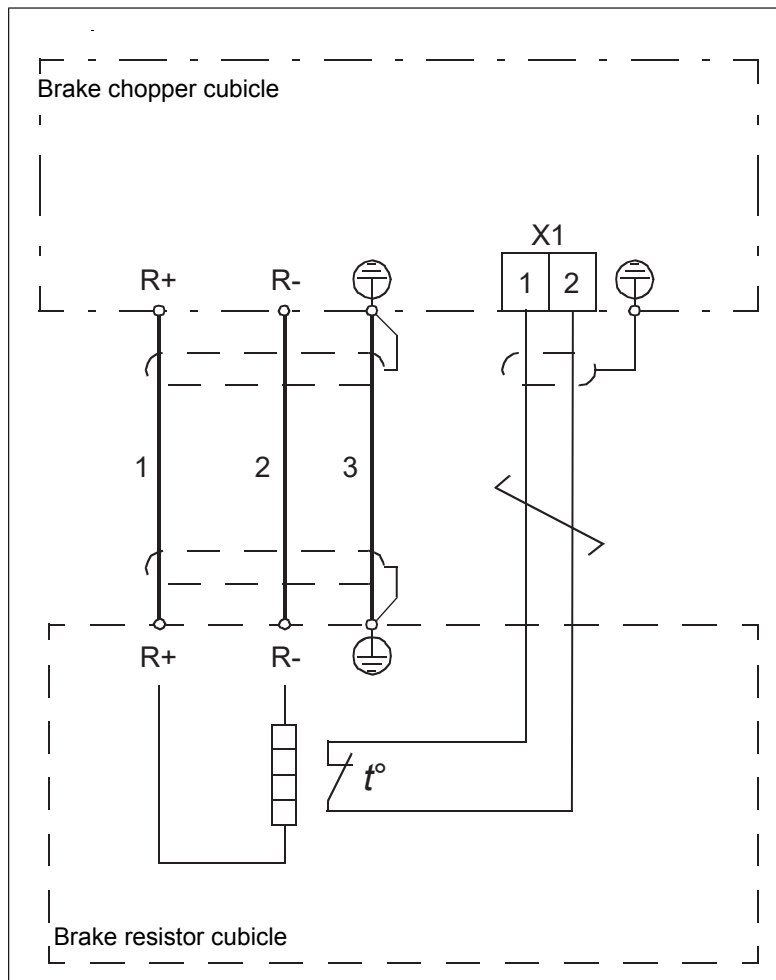 Brake chopper cubicle
X1
R+ R- 1 2
1 2 3
R+ R-
t°
Brake resistor cubicle